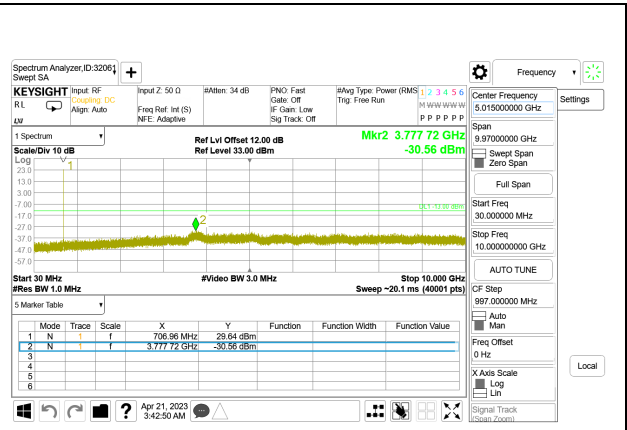 Spectrum Analyzer,ID:32061
Swept SA
Frequency
KEYSIGHT Input: RF Input Z: 50 Ω #Atten: 34 dB PNO: Fast #Avg Type: Power (RMS 1 2 3 4 5 6
RL Coupling: DC Gate: Off Trig: Free Run M W W W W W
Align: Auto Freq Ref: Int (S) IF Gain: Low
NFE: Adaptive Sig Track: Off P P P P P P
Center Frequency
5.015000000 GHz
Settings
1 Spectrum
Ref Lvl Offset 12.00 dB
Mkr2 3.777 72 GHz
Scale/Div 10 dB
Ref Level 33.00 dBm
-30.56 dBm
Log
23.0
13.0
3.00
-7.00
-17.0
-27.0
-37.0
-47.0
-57.0
1
2
DL1 -13.00 dBm
Start 30 MHz #Video BW 3.0 MHz Stop 10.000 GHz
#Res BW 1.0 MHz Sweep ~20.1 ms (40001 pts)
Span
9.97000000 GHz
Swept Span
Zero Span
Full Span
Start Freq
30.000000 MHz
Stop Freq
10.000000000 GHz
AUTO TUNE
CF Step
997.000000 MHz
Auto
Man
Freq Offset
0 Hz
X Axis Scale
Log
Lin
Signal Track
(Span Zoom)
Local
5 Marker Table
Mode Trace Scale X Y Function Function Width Function Value
1 N 1 f 706.96 MHz 29.64 dBm
2 N 1 f 3.777 72 GHz -30.56 dBm
3
4
5
6
? Apr 21, 2023
3:42:50 AM